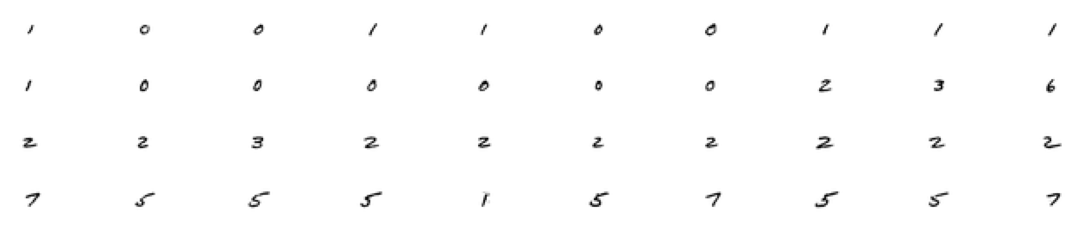 1 0 0 1 1 0 0 1 1 1
1 0 0 0 0 0 0 2 3 6
2 2 3 2 2 2 2 2 2 2
7 5 5 5 1 5 7 5 5 7